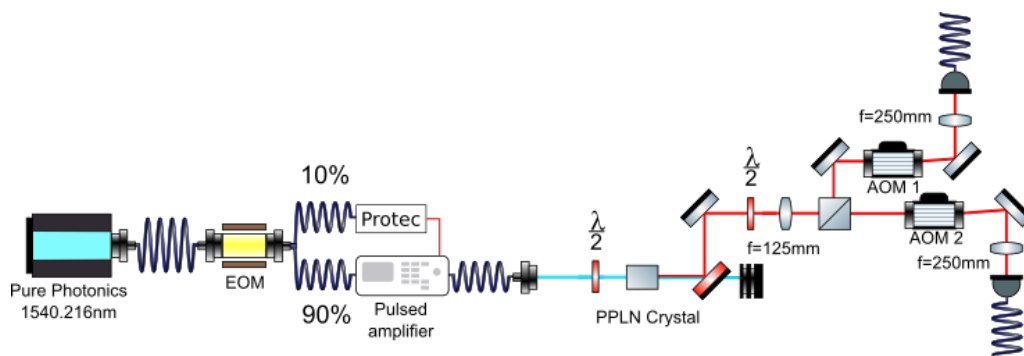 Pure Photonics
1540.216nm
EOM
10%
90%
Protec
Pulsed
amplifier
λ
2
PPLN Crystal
λ
2
f=125mm
f=250mm
AOM 1
AOM 2
f=250mm